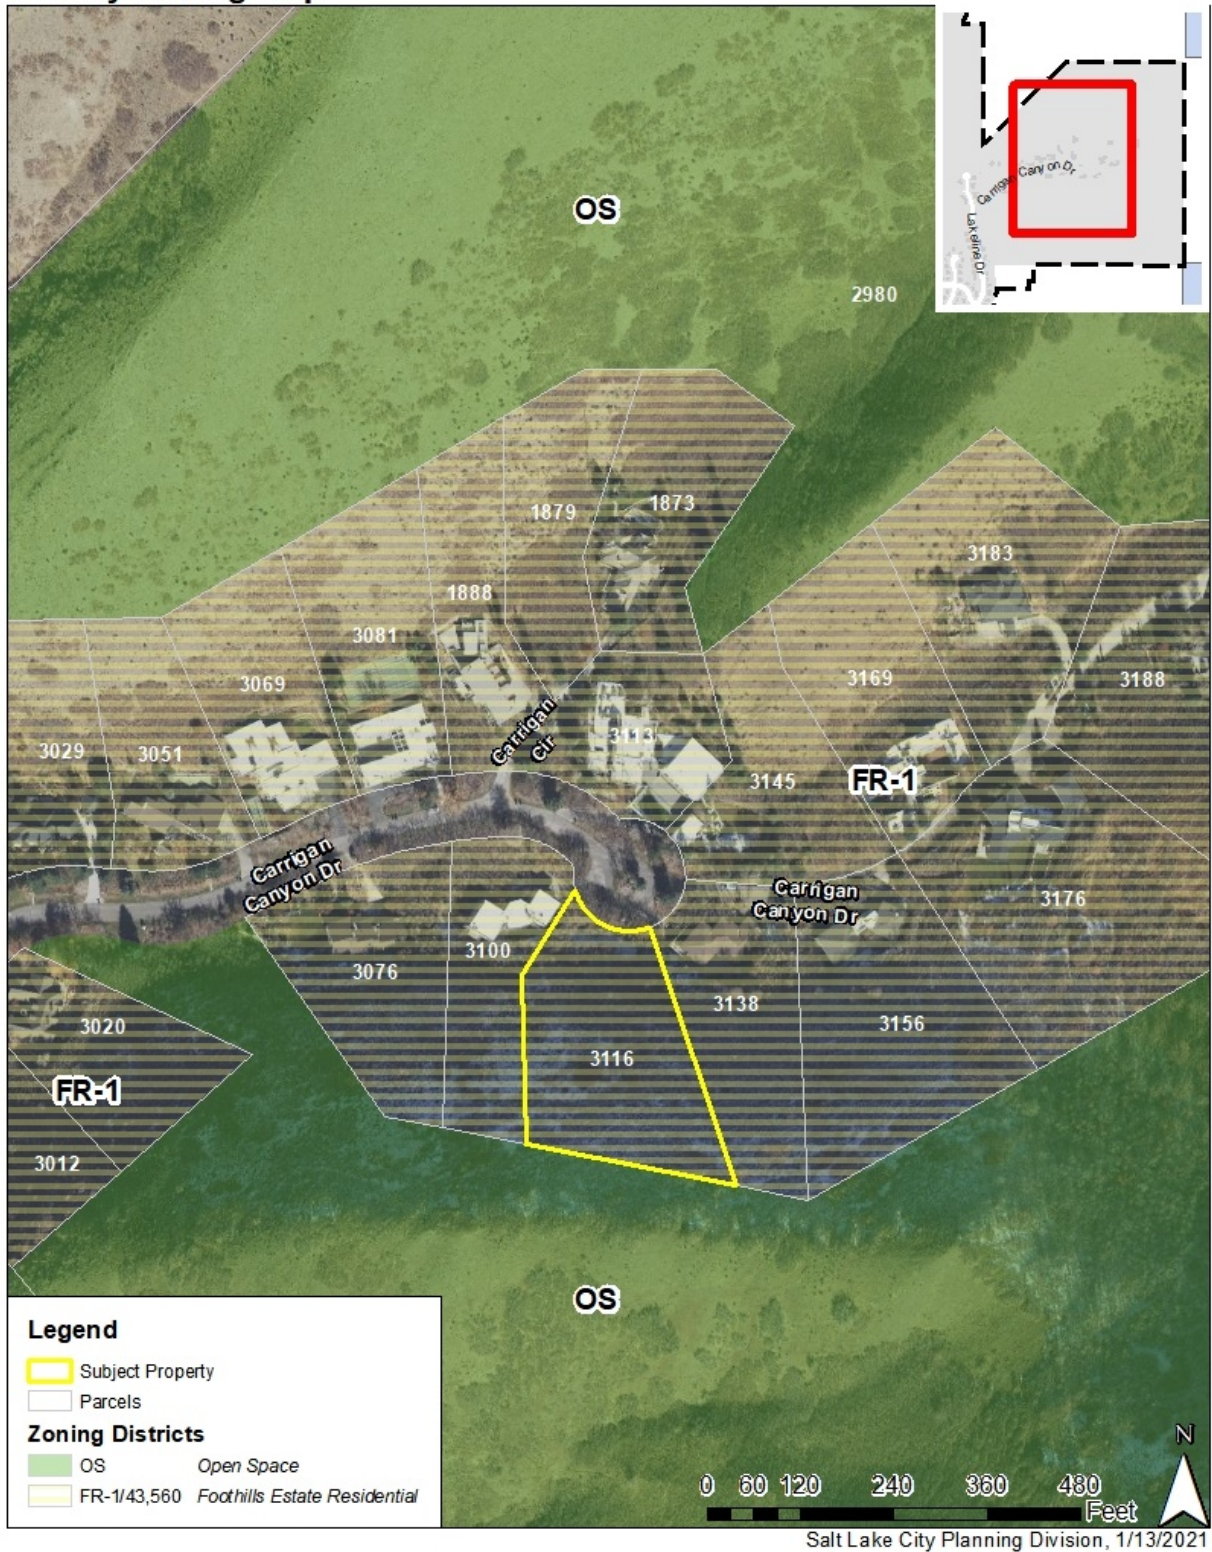 Carrigan Canyon Dr
Lakeline Dr
OS
2980
1879
1873
3183
1888
3081
3069
3169
3188
3029
3051
Carrigan
Cir
3113
3145
FR-1
Carrigan
Canyon Dr
Carrigan
Canyon Dr
3176
3100
3076
3138
3156
3020
3116
FR-1
3012
OS
Legend
Subject Property
Parcels
Zoning Districts
OS Open Space
FR-1/43,560 Foothills Estate Residential
N
0 60 120 240 360 480
Feet
Salt Lake City Planning Division, 1/13/2021